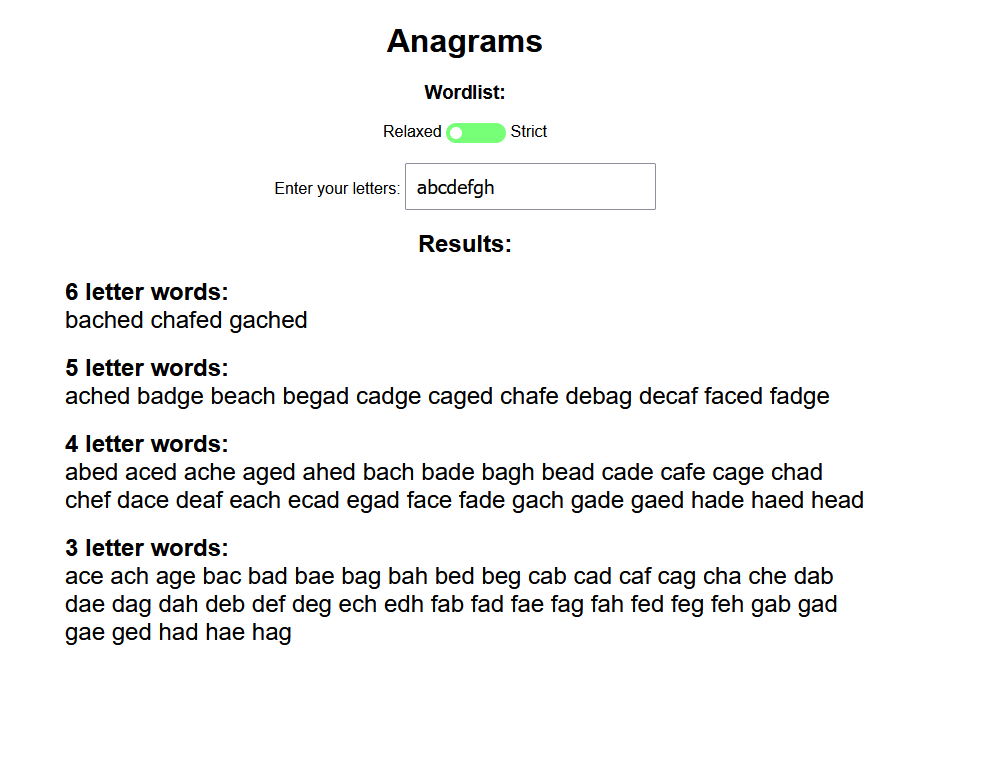 Anagrams
Wordlist:
Relaxed Strict
Enter your letters: abcdefgh
Results:
6 letter words:
bached chafed gached
5 letter words:
ached badge beach begad cadge caged chafe debag decaf faced fadge
4 letter words:
abed aced ache aged ahed bach bade bagh bead cade cafe cage chad
chef dace deaf each ecad egad face fade gach gade gaed hade haed head
3 letter words:
ace ach age bac bad bae bag bah bed beg cab cad caf cag cha che dab
dae dag dah deb def deg ech edh fab fad fae fag fah fed feg feh gab gad
gae ged had hae hag